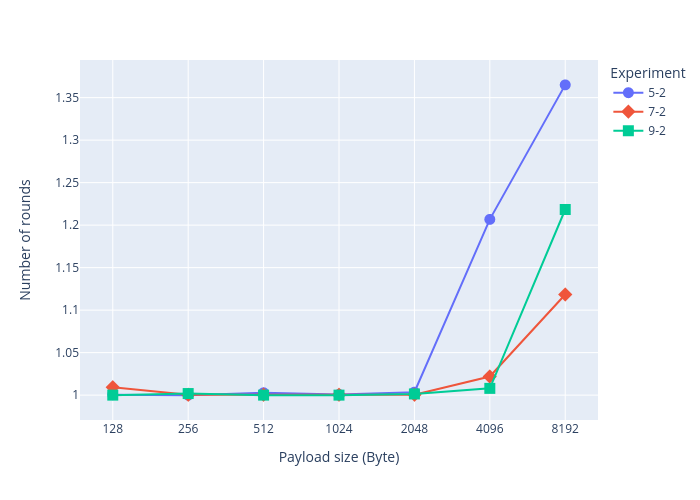 Experiment
5-2
7-2
9-2
Number of rounds
1.35
1.3
1.25
1.2
1.15
1.1
1.05
1
128 256 512 1024 2048 4096 8192
Payload size (Byte)